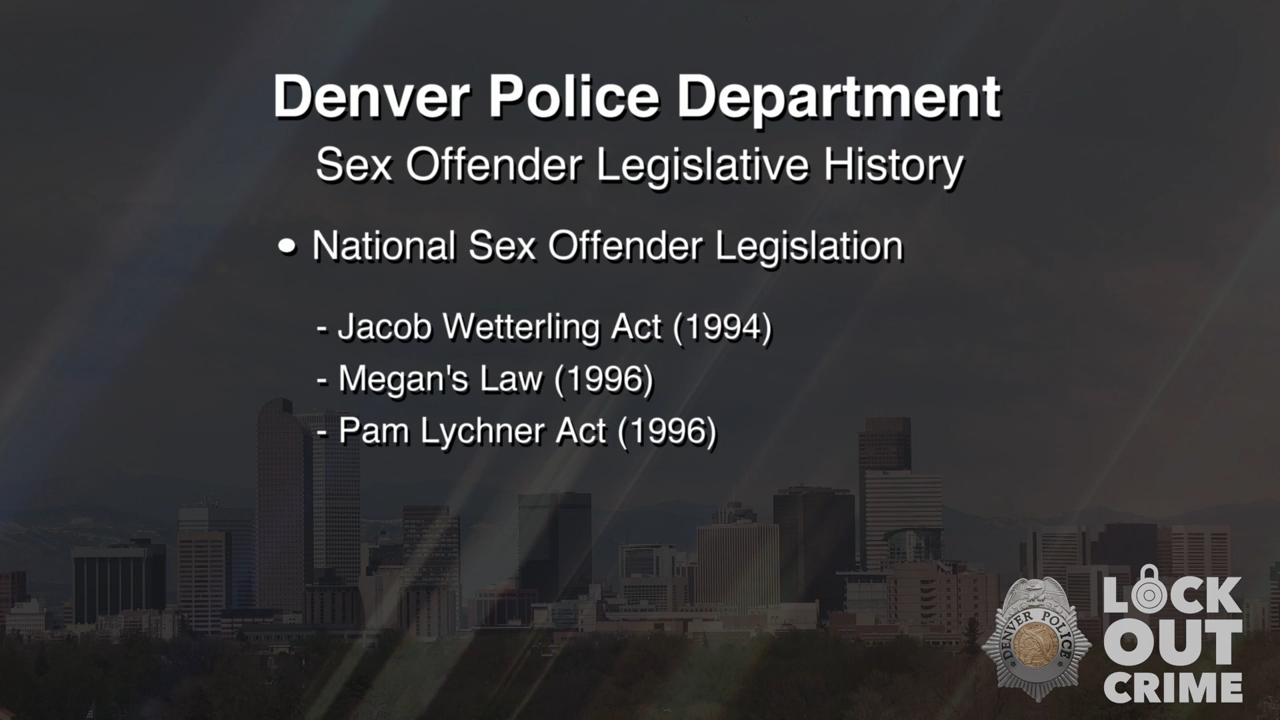 Denver Police Department
Sex Offender Legislative History
• National Sex Offender Legislation
- Jacob Wetterling Act (1994)
- Megan's Law (1996)
- Pam Lychner Act (1996)
DENVER POLICE
LOCK
OUT
CRIME